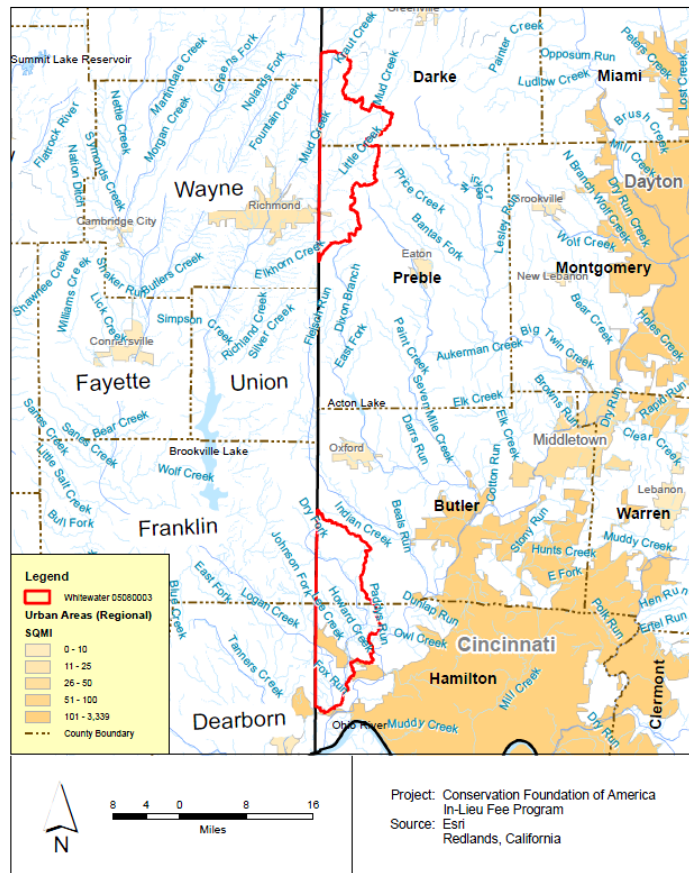 Greenville
Summit Lake Reservoir
Martindale Creek
Greens Fork
Nolands Fork
Kraut Creek
Mud Creek
Painter Creek
Opossum Run
Ludlow Creek
Peters Creek
Lost Creek
Darke
Miami
Flatrock River
Nettle Creek
Symonds Creek
Nation Ditch
Morgan Creek
Fountain Creek
Mud Creek
Little Creek
Brush Creek
Mill Creek
Dayton
Wayne
Richmond
Cambridge City
Price Creek
Bantas Fork
Lesley Run
Brookville
N Branch Wolf Creek
Dry Run Creek
Wolf Creek
Eaton
Preble
New Lebanon
Montgomery
Bear Creek
Holes Creek
Shawnee Creek
Williams Creek
Lick Creek
Shaker Run
Butlers Creek
Elkhorn Creek
Simpson Creek
Richland Creek
Silver Creek
Fleisch Run
Dixon Branch
East Fork
Paint Creek
Aukerman Creek
Big Twin Creek
Connersville
Fayette
Union
Acton Lake
Seven Mile Creek
Elk Creek
Browns Run
Dry Run
Rapid Run
Sanes Creek
Sanes Creek
Bear Creek
Little Salt Creek
Bull Fork
Brookville Lake
Wolf Creek
Oxford
Darrs Run
Elk Creek
Cotton Run
Middletown
Clear Creek
Lebanon
Warren
Franklin
Dry Fork
Indian Creek
Beals Run
Butler
Stony Run
Hunts Creek
E Fork
Muddy Creek
Blue Creek
East Fork
Logan Creek
Johnson Fork
Lee Creek
Howard Creek
Paddys Run
Dunlap Run
Owl Creek
Polk Run
Hen Run
Ertel Run
Tanners Creek
Fox Run
Cincinnati
Hamilton
Mill Creek
Clermont
Dearborn
Ohio River
Muddy Creek
Dry Run
Legend
Whitewater 05080003
Urban Areas (Regional)
SQMI
0 - 10
11 - 25
26 - 50
51 - 100
101 - 3,339
County Boundary
N
8 4 0 8 16
Miles
Project: Conservation Foundation of America
In-Lieu Fee Program
Source: Esri
Redlands, California